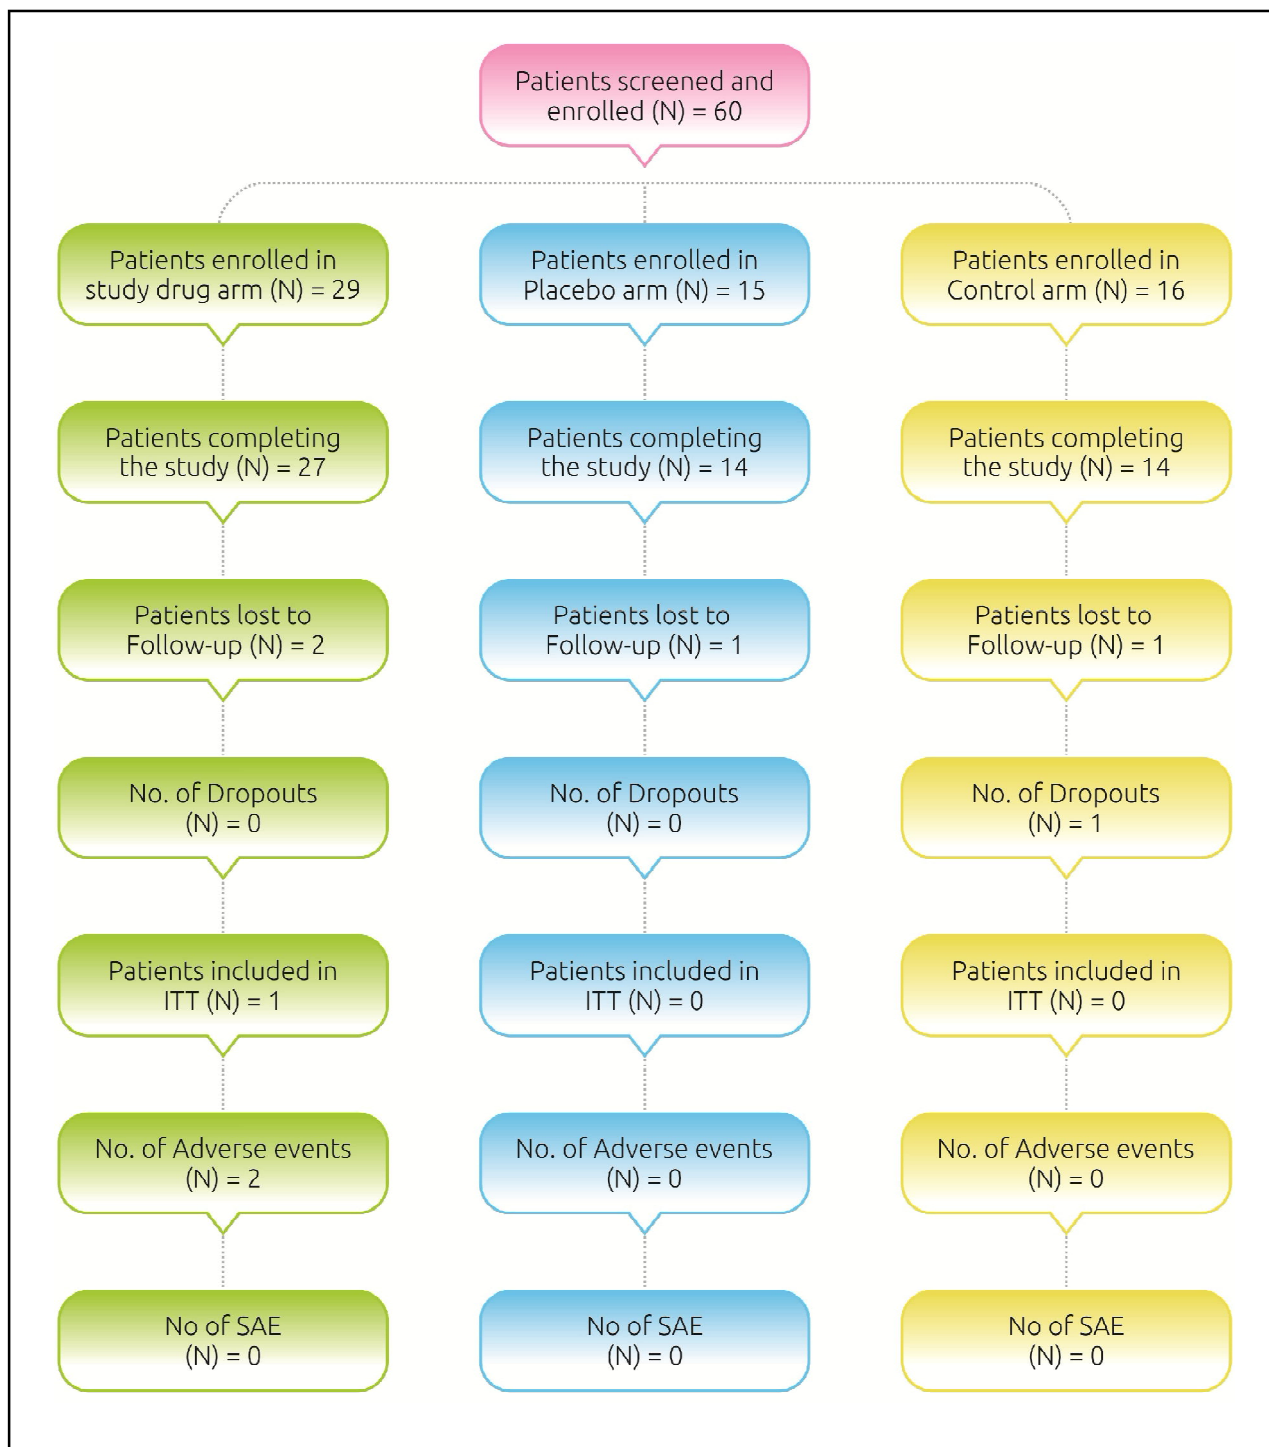 Patients screened and
enrolled (N) = 60
Patients enrolled in
study drug arm (N) = 29
Patients enrolled in
Placebo arm (N) = 15
Patients enrolled in
Control arm (N) = 16
Patients completing
the study (N) = 27
Patients completing
the study (N) = 14
Patients completing
the study (N) = 14
Patients lost to
Follow-up (N) = 2
Patients lost to
Follow-up (N) = 1
Patients lost to
Follow-up (N) = 1
No. of Dropouts
(N) = 0
No. of Dropouts
(N) = 0
No. of Dropouts
(N) = 1
Patients included in
ITT (N) = 1
Patients included in
ITT (N) = 0
Patients included in
ITT (N) = 0
No. of Adverse events
(N) = 2
No. of Adverse events
(N) = 0
No. of Adverse events
(N) = 0
No of SAE
(N) = 0
No of SAE
(N) = 0
No of SAE
(N) = 0